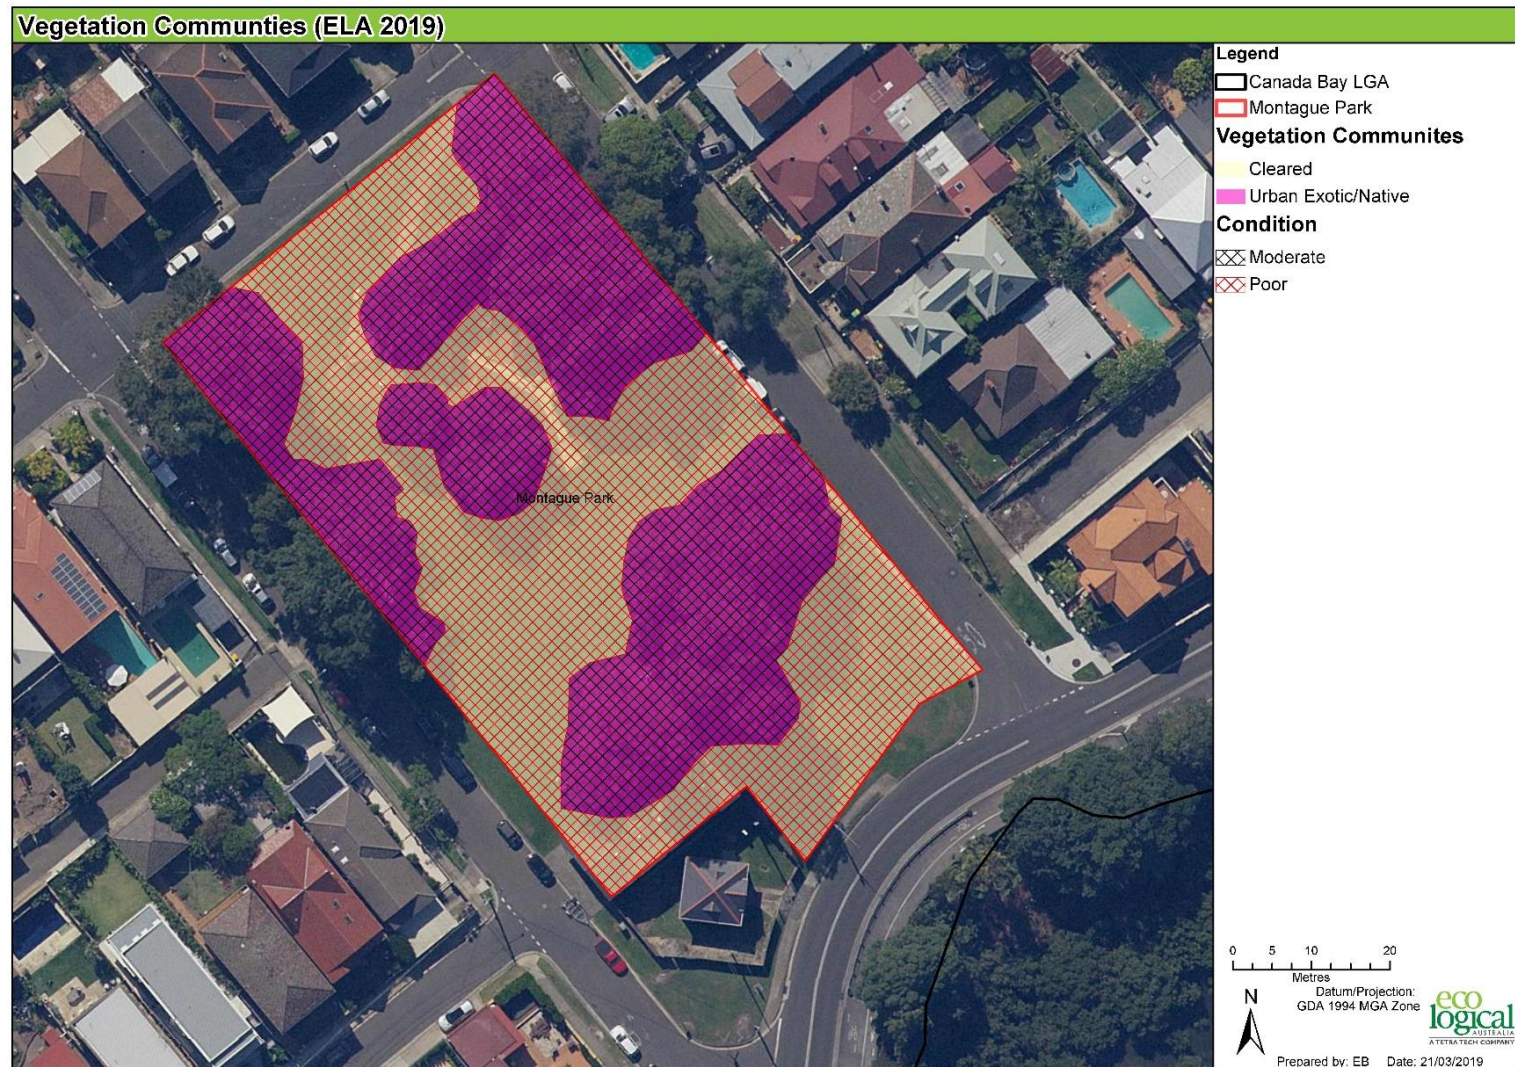 Vegetation Communties (ELA 2019)
Legend
Canada Bay LGA
Montague Park
Vegetation Communites
Cleared
Urban Exotic/Native
Condition
Moderate
Poor
Montague Park
0 5 10 20
Metres
Datum/Projection:
GDA 1994 MGA Zone
N
eco
logical
AUSTRALIA
A TETRA TECH COMPANY
Prepared by: EB Date: 21/03/2019